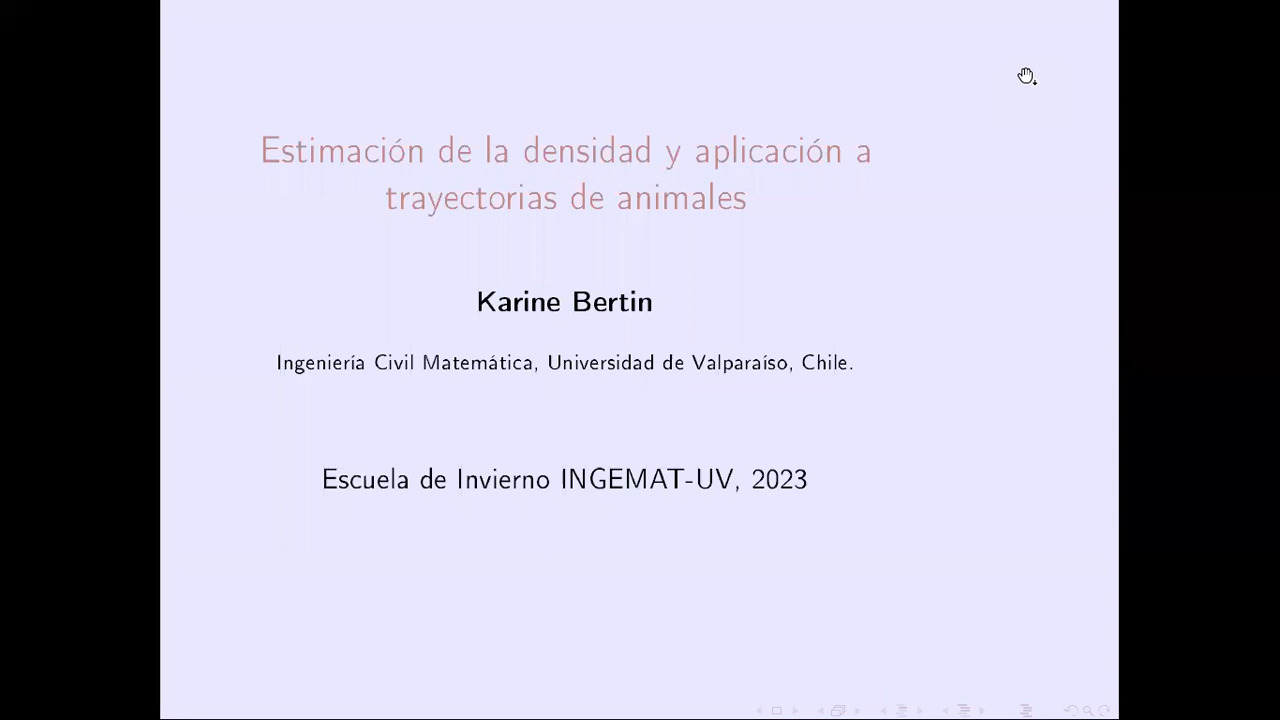 Estimación de la densidad y aplicación a
trayectorias de animales
Karine Bertin
Ingeniería Civil Matemática, Universidad de Valparaíso, Chile.
Escuela de Invierno INGEMAT-UV, 2023